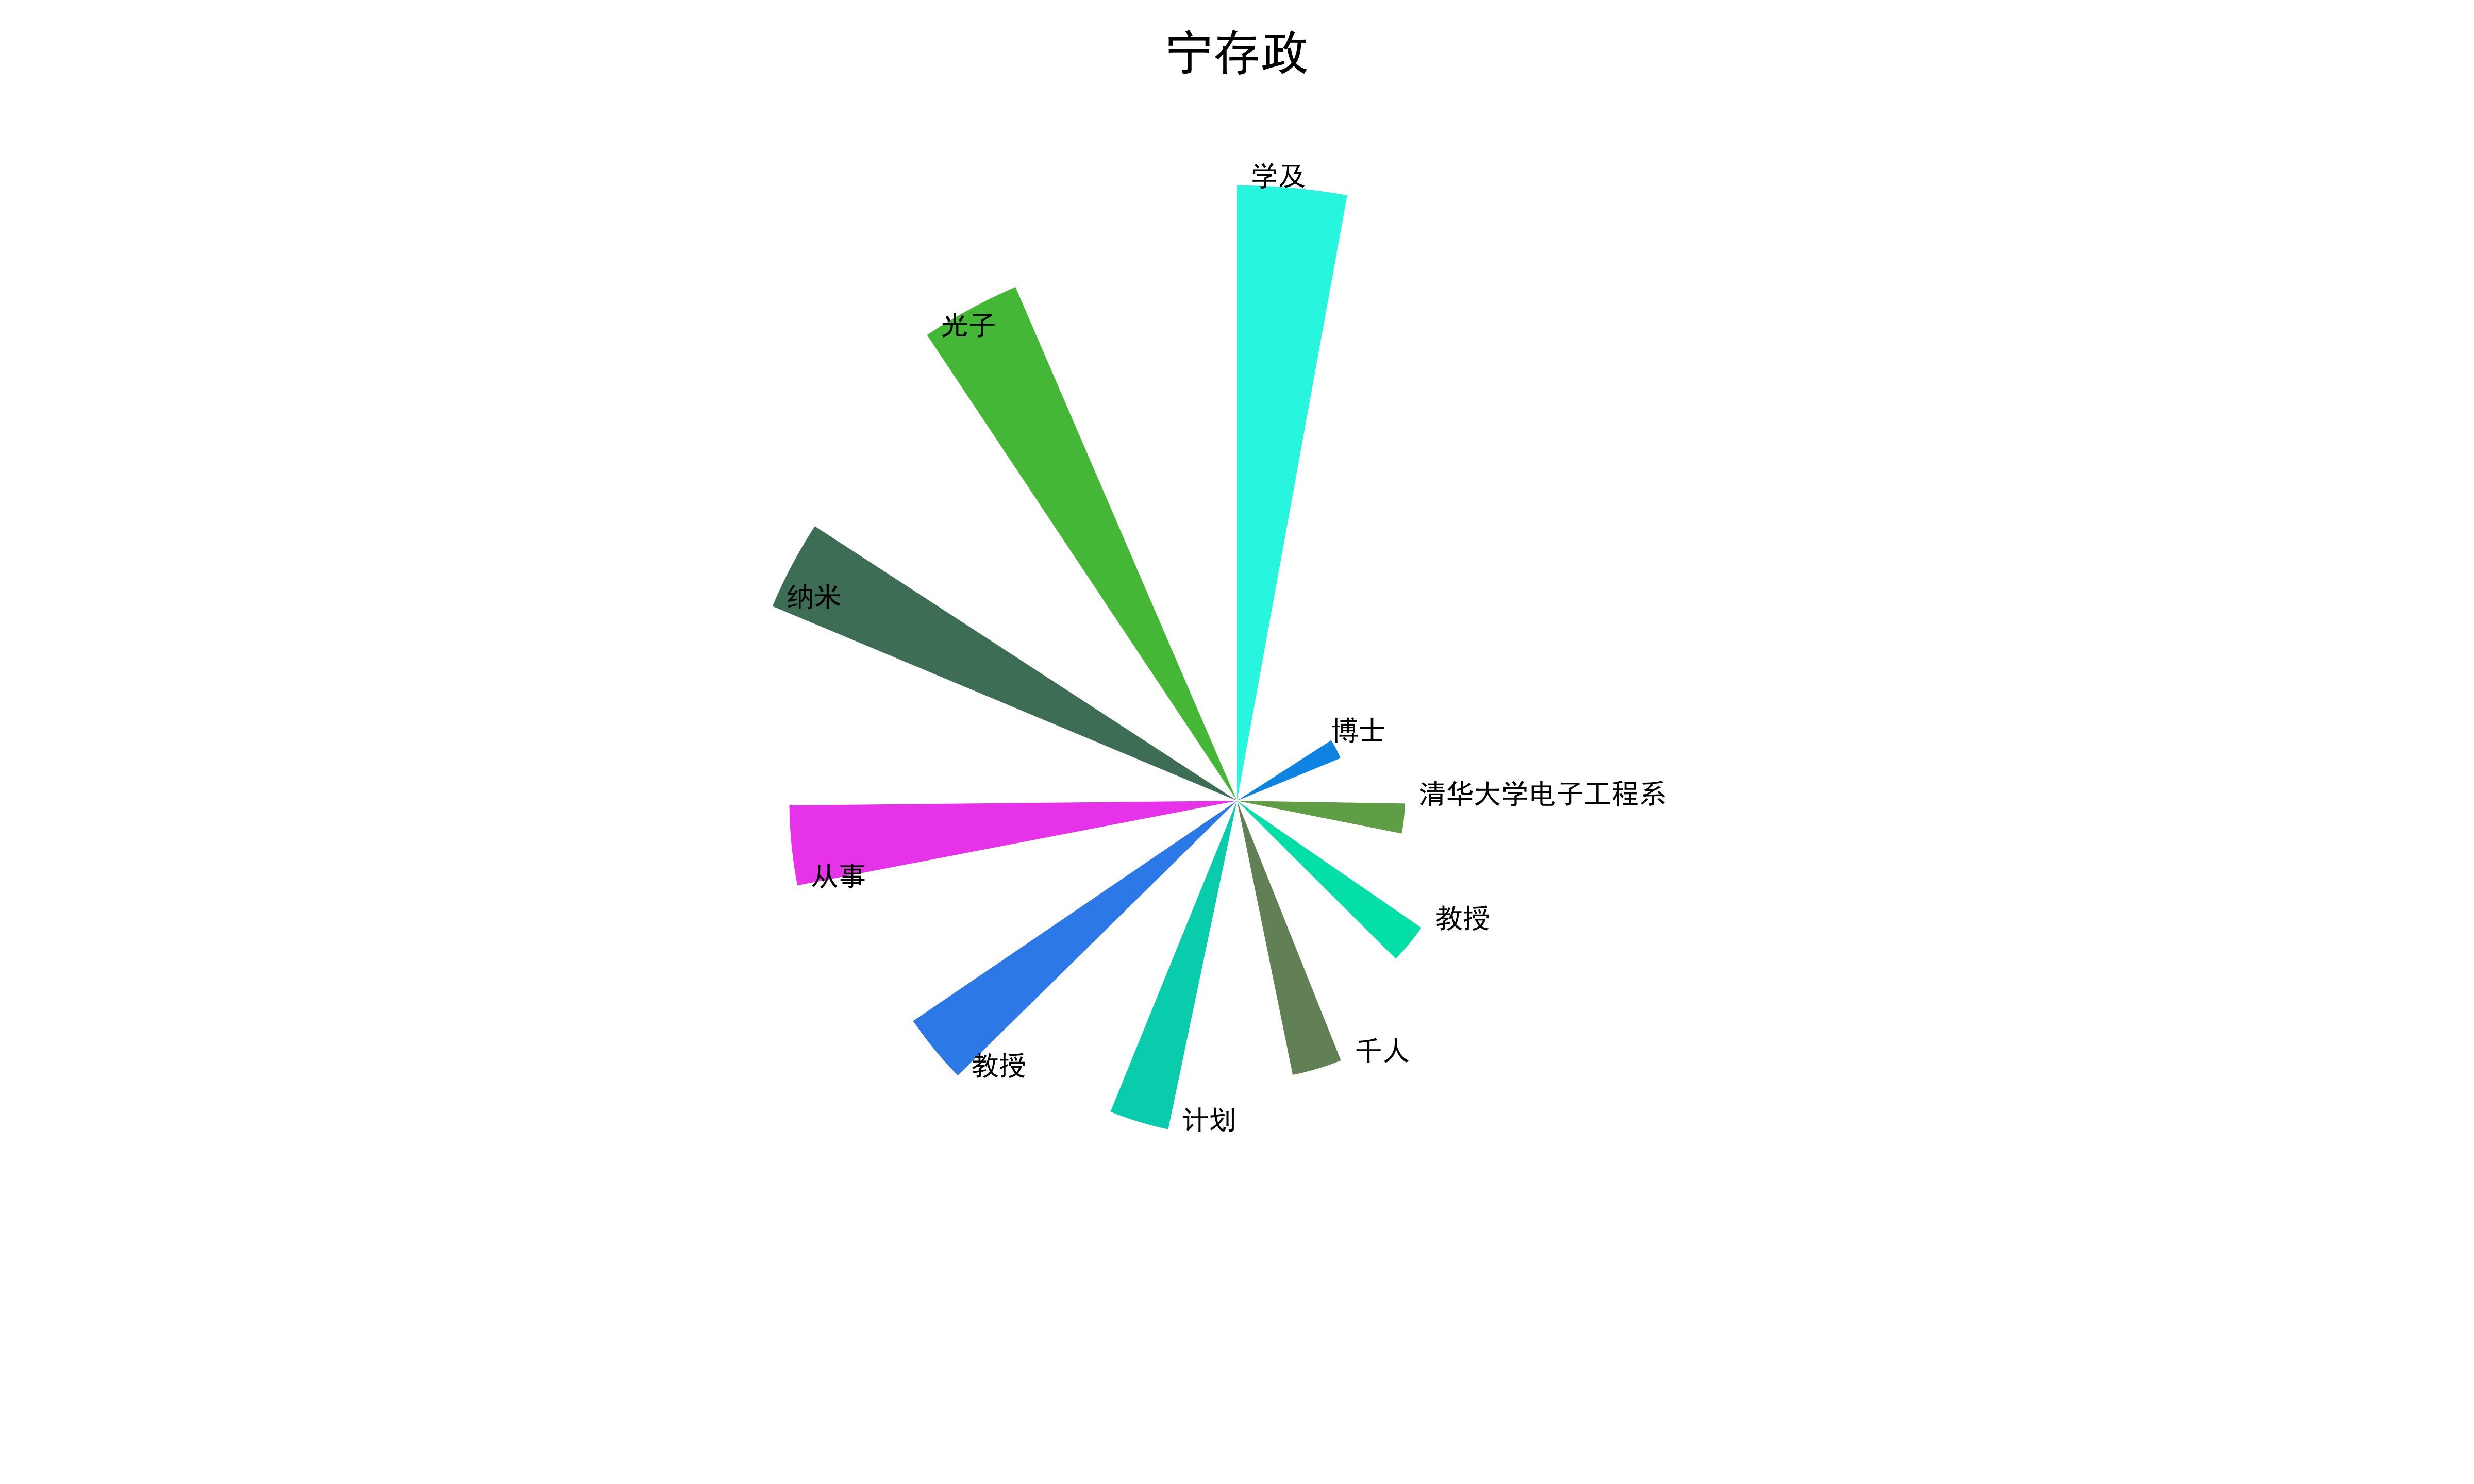 宁存政
学及
光子
纳米
博士
清华大学电子工程系
从事
教授
千人
教授
计划